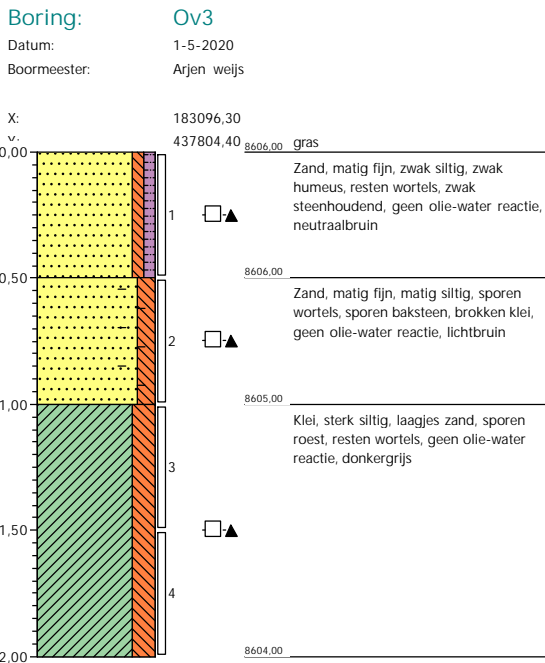 Boring: Ov3
Datum: 1-5-2020
Boormeester: Arjen weijs
X: 183096,30
437804,40
8606,00 gras
0,00
Zand, matig fijn, zwak siltig, zwak
humeus, resten wortels, zwak
steenhoudend, geen olie-water reactie,
neutraalbruin
1
8606,00
0,50
Zand, matig fijn, matig siltig, sporen
wortels, sporen baksteen, brokken klei,
geen olie-water reactie, lichtbruin
2
8605,00
1,00
Klei, sterk siltig, laagjes zand, sporen
roest, resten wortels, geen olie-water
reactie, donkergrijs
3
1,50
4
8604,00
2,00